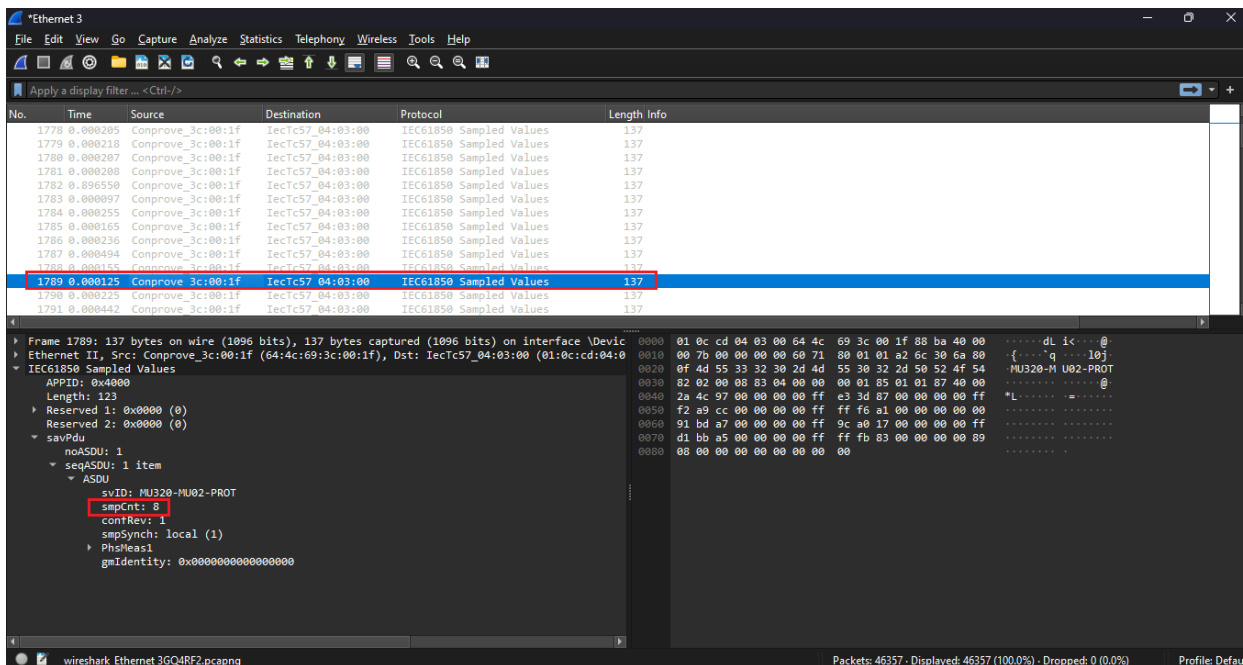 *Ethernet 3
File Edit View Go Capture Analyze Statistics Telephony Wireless Tools Help
Apply a display filter ... <Ctrl-/>
No. Time Source Destination Protocol Length Info
1778 0.000205 Conprove_3c:00:1f IecTc57_04:03:00 IEC61850 Sampled Values 137
1779 0.000218 Conprove_3c:00:1f IecTc57_04:03:00 IEC61850 Sampled Values 137
1780 0.000207 Conprove_3c:00:1f IecTc57_04:03:00 IEC61850 Sampled Values 137
1781 0.000208 Conprove_3c:00:1f IecTc57_04:03:00 IEC61850 Sampled Values 137
1782 0.896550 Conprove_3c:00:1f IecTc57_04:03:00 IEC61850 Sampled Values 137
1783 0.000097 Conprove_3c:00:1f IecTc57_04:03:00 IEC61850 Sampled Values 137
1784 0.000255 Conprove_3c:00:1f IecTc57_04:03:00 IEC61850 Sampled Values 137
1785 0.000165 Conprove_3c:00:1f IecTc57_04:03:00 IEC61850 Sampled Values 137
1786 0.000236 Conprove_3c:00:1f IecTc57_04:03:00 IEC61850 Sampled Values 137
1787 0.000494 Conprove_3c:00:1f IecTc57_04:03:00 IEC61850 Sampled Values 137
1788 0.000155 Conprove_3c:00:1f IecTc57_04:03:00 IEC61850 Sampled Values 137
1789 0.000125 Conprove_3c:00:1f IecTc57_04:03:00 IEC61850 Sampled Values 137
1790 0.000225 Conprove_3c:00:1f IecTc57_04:03:00 IEC61850 Sampled Values 137
1791 0.000442 Conprove_3c:00:1f IecTc57_04:03:00 IEC61850 Sampled Values 137
Frame 1789: 137 bytes on wire (1096 bits), 137 bytes captured (1096 bits) on interface \Devic
Ethernet II, Src: Conprove_3c:00:1f (64:4c:69:3c:00:1f), Dst: IecTc57_04:03:00 (01:0c:cd:04:0
IEC61850 Sampled Values
APPID: 0x4000
Length: 123
Reserved 1: 0x0000 (0)
Reserved 2: 0x0000 (0)
savPdu
noASDU: 1
seqASDU: 1 item
ASDU
svID: MU320-MU02-PROT
smpCnt: 8
confRev: 1
smpSynch: local (1)
PhsMeas1
gmIdentity: 0x0000000000000000
0000 01 0c cd 04 03 00 64 4c 69 3c 00 1f 88 ba 40 00 ······dL i<····@·
0010 00 7b 00 00 00 00 60 71 80 01 01 a2 6c 30 6a 80 ·{····`q ····l0j·
0020 0f 4d 55 33 32 30 2d 4d 55 30 32 2d 50 52 4f 54 ·MU320-M U02-PROT
0030 82 02 00 08 83 04 00 00 00 01 85 01 01 87 40 00 ········ ······@·
0040 2a 4c 97 00 00 00 00 ff e3 3d 87 00 00 00 00 ff *L······ ·=······
0050 f2 a9 cc 00 00 00 00 ff ff f6 a1 00 00 00 00 00 ········ ········
0060 91 bd a7 00 00 00 00 ff 9c a0 17 00 00 00 00 ff ········ ········
0070 d1 bb a5 00 00 00 00 ff ff fb 83 00 00 00 00 89 ········ ········
0080 08 00 00 00 00 00 00 00 00 ········ ·
wireshark_Ethernet 3GQ4RF2.pcapng
Packets: 46357 · Displayed: 46357 (100.0%) · Dropped: 0 (0.0%)
Profile: Defau